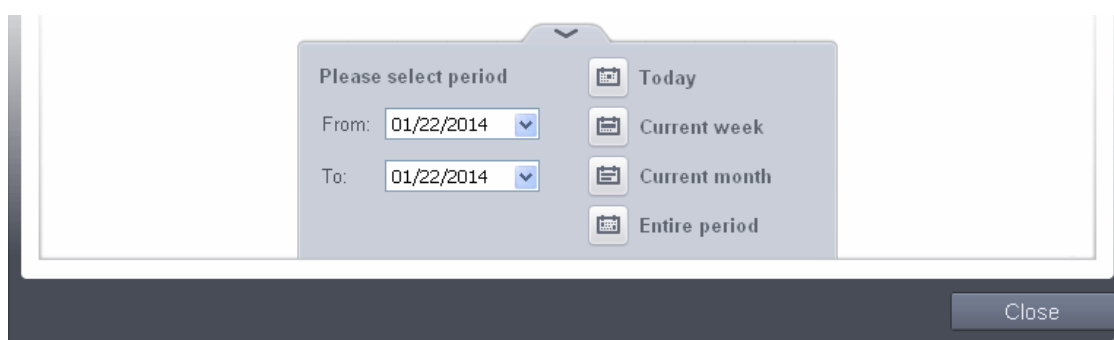 Please select period
From: 01/22/2014
To: 01/22/2014
Today
Current week
Current month
Entire period
Close